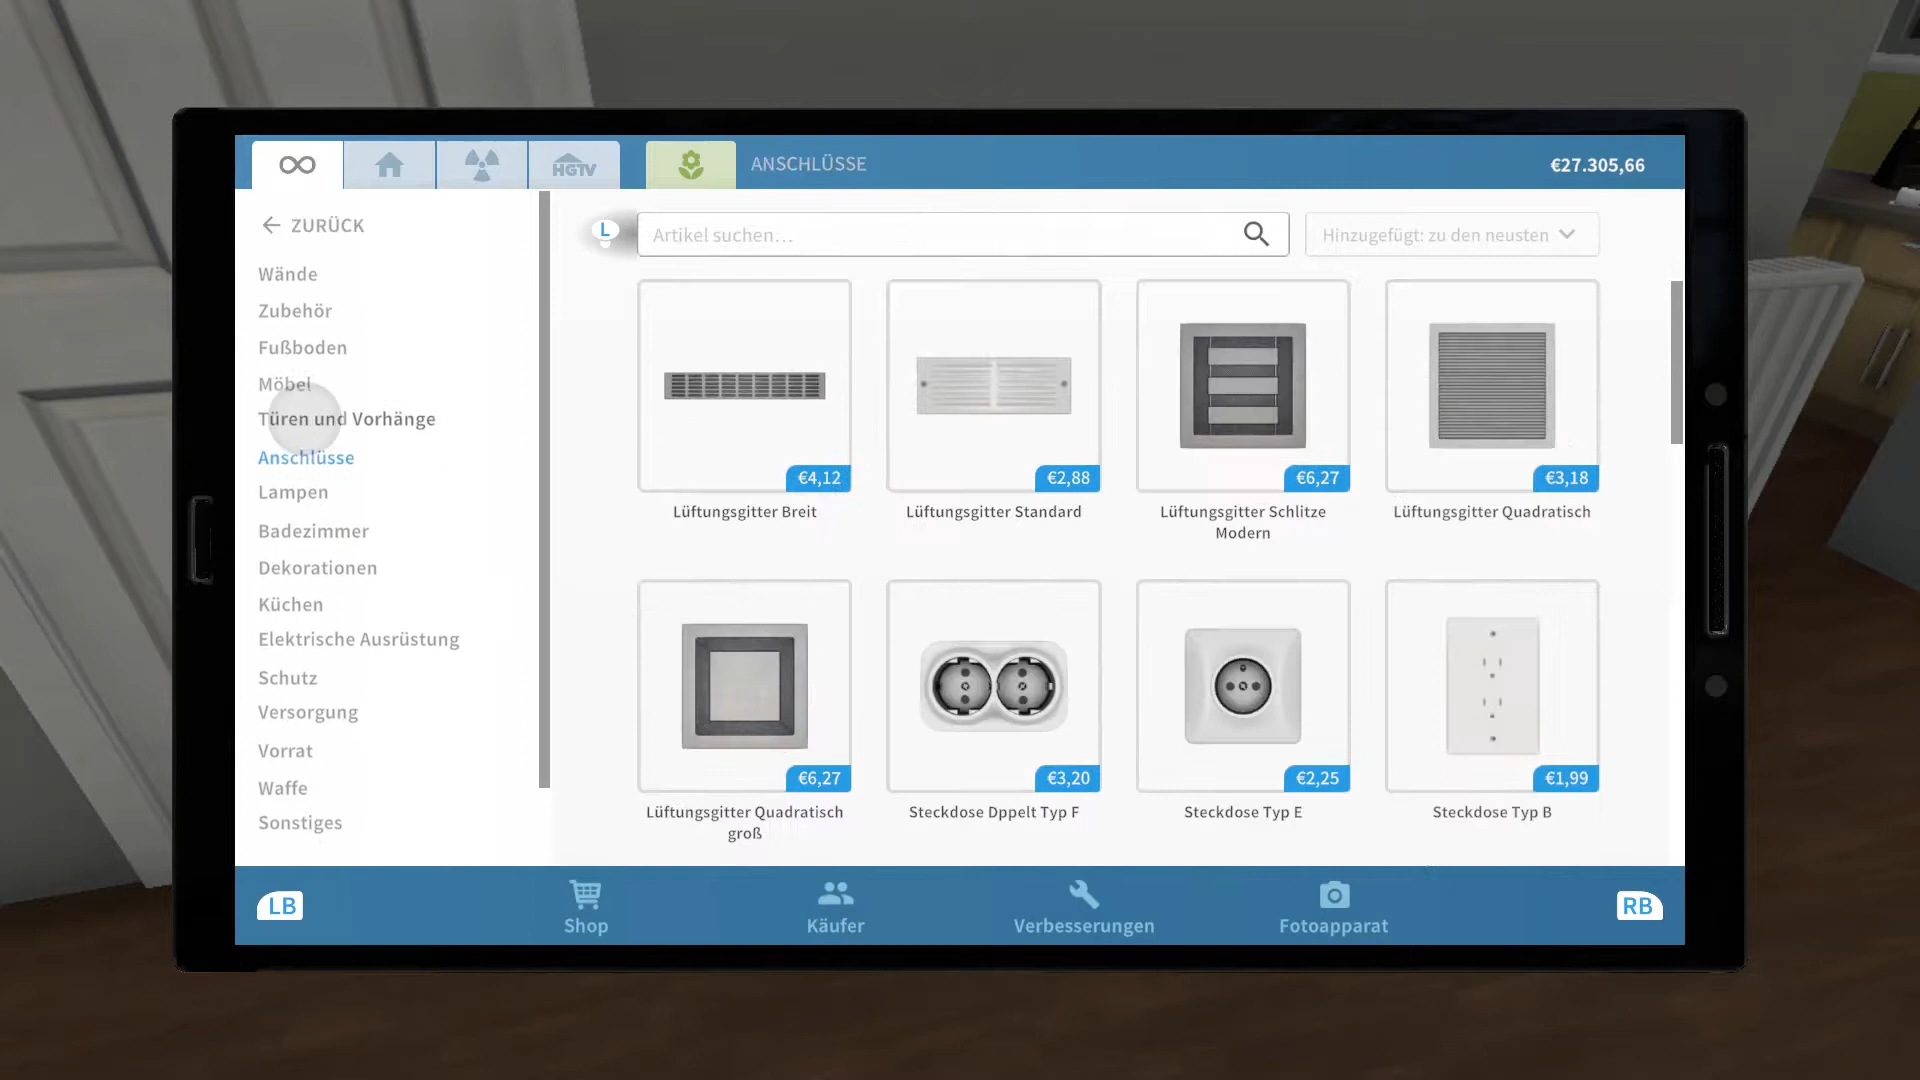 HGTV
ANSCHLÜSSE
€27.305,66
ZURÜCK
L
Artikel suchen...
Hinzugefügt: zu den neusten
Wände
Zubehör
Fußboden
Möbel
Türen und Vorhänge
Anschlüsse
Lampen
Badezimmer
Dekorationen
Küchen
Elektrische Ausrüstung
Schutz
Versorgung
Vorrat
Waffe
Sonstiges
€4,12
Lüftungsgitter Breit
€2,88
Lüftungsgitter Standard
€6,27
Lüftungsgitter Schlitze
Modern
€3,18
Lüftungsgitter Quadratisch
€6,27
Lüftungsgitter Quadratisch
groß
€3,20
Steckdose Dppelt Typ F
€2,25
Steckdose Typ E
€1,99
Steckdose Typ B
LB
Shop
Käufer
Verbesserungen
Fotoapparat
RB